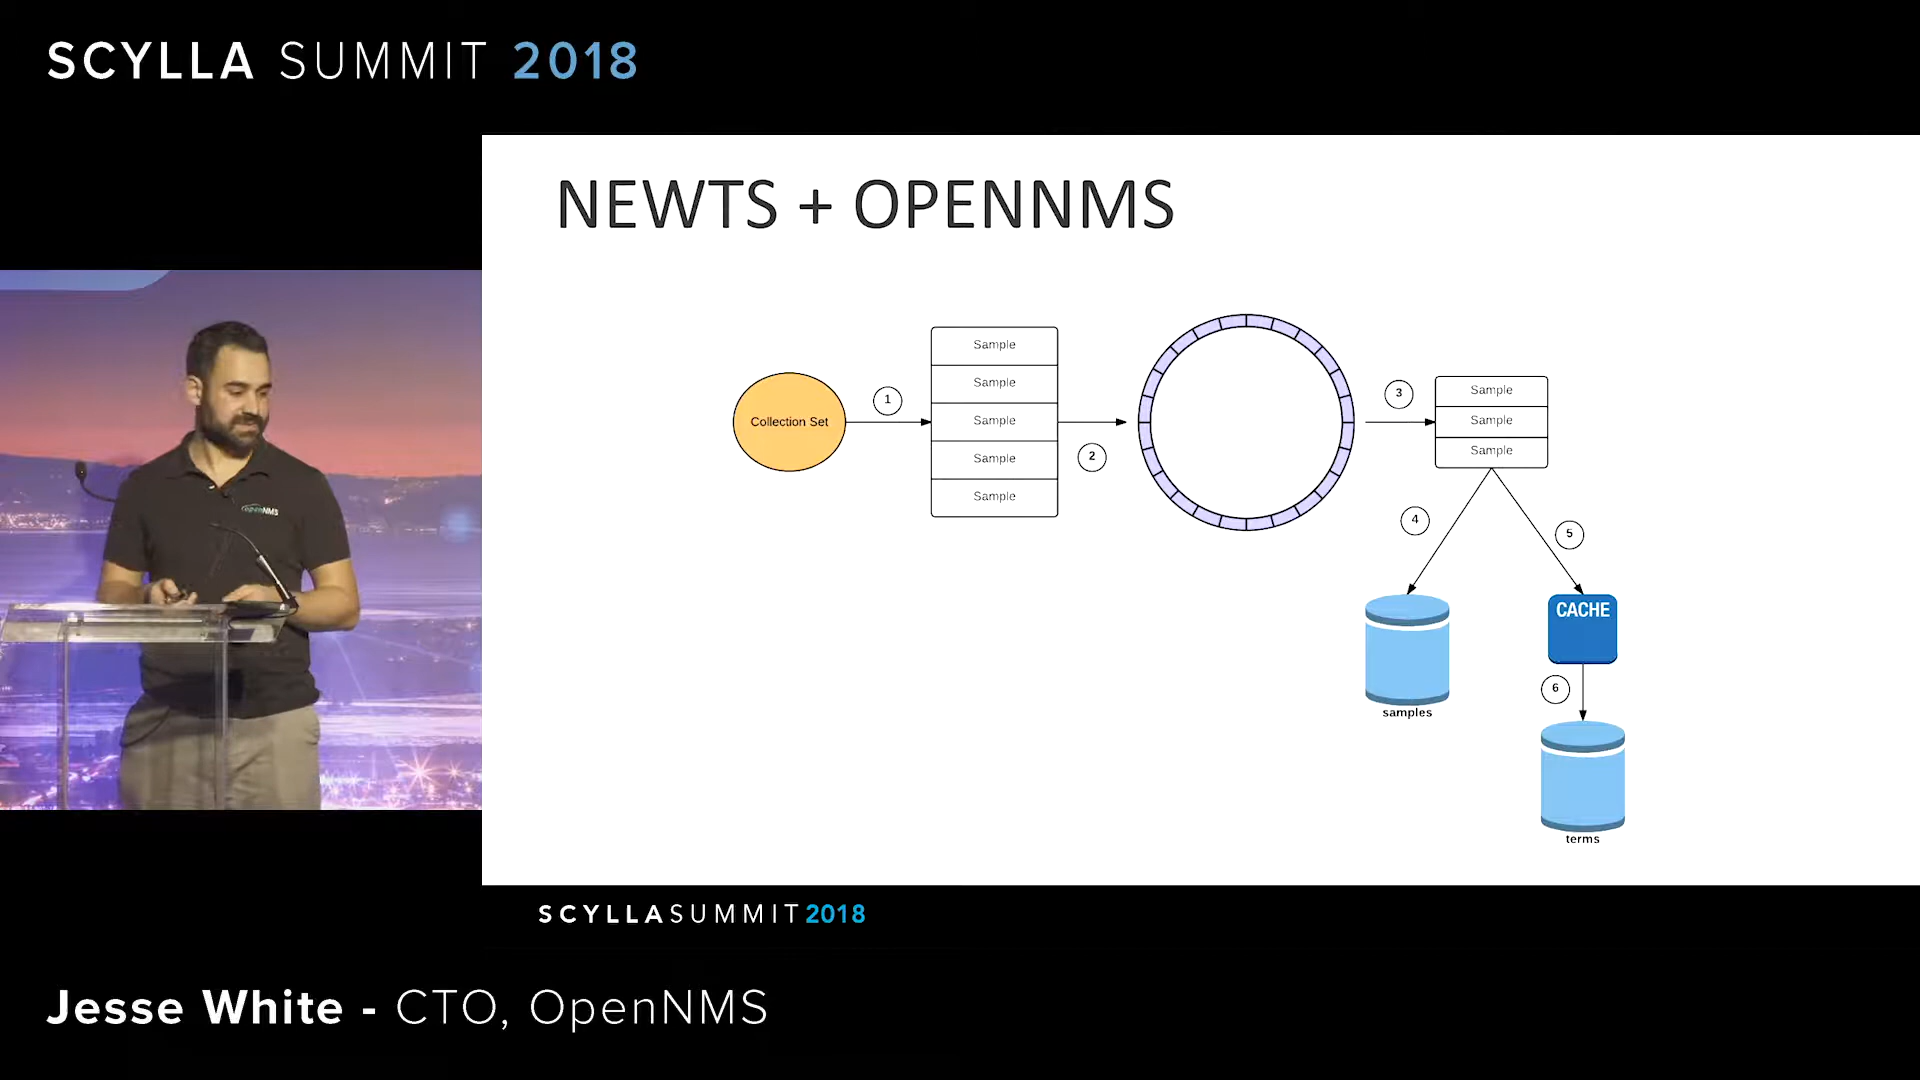 SCYLLA SUMMIT 2018
NEWTS + OPENNMS
Collection Set
1
Sample
Sample
Sample
Sample
Sample
2
3
Sample
Sample
Sample
4
5
CACHE
6
samples
terms
openNMS
SCYLLASUMMIT2018
Jesse White - CTO, OpenNMS